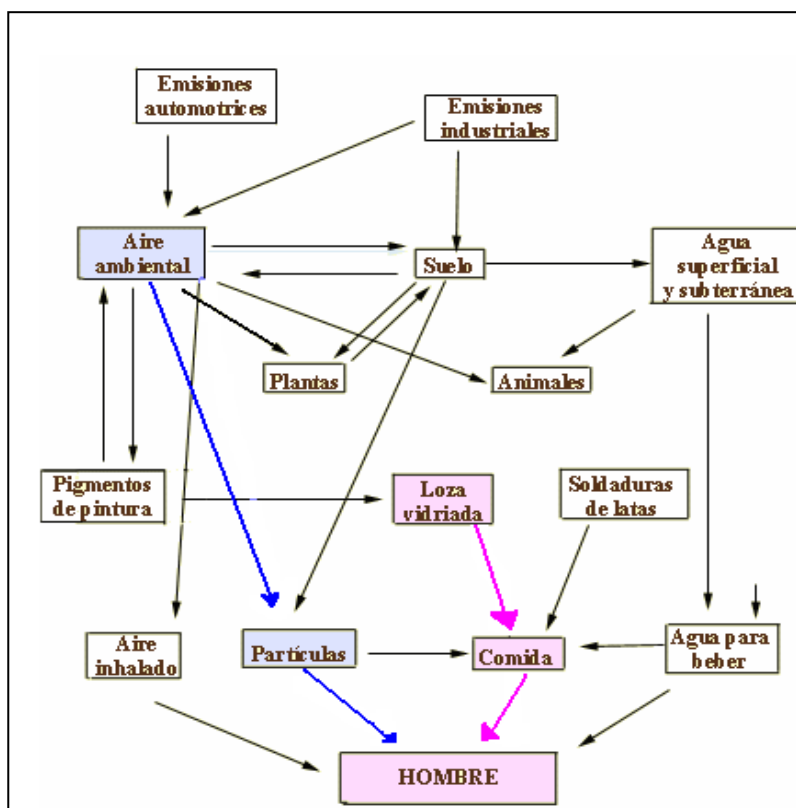 Emisiones
automotrices
Emisiones
industriales
Aire
ambiental
Suelo
Agua
superficial
y subterránea
Plantas
Animales
Pigmentos
de pintura
Loza
vidriada
Soldaduras
de latas
Aire
inhalado
Partículas
Comida
Agua para
beber
HOMBRE